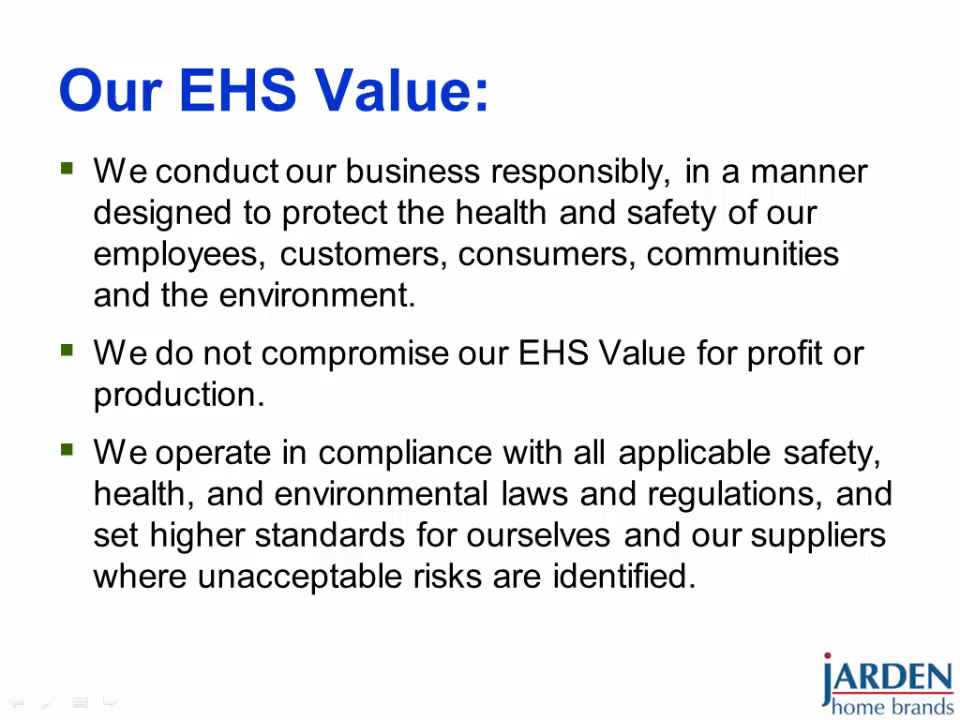 Our EHS Value:
We conduct our business responsibly, in a manner
designed to protect the health and safety of our
employees, customers, consumers, communities
and the environment.
We do not compromise our EHS Value for profit or
production.
We operate in compliance with all applicable safety,
health, and environmental laws and regulations, and
set higher standards for ourselves and our suppliers
where unacceptable risks are identified.
jARDEN
home brands